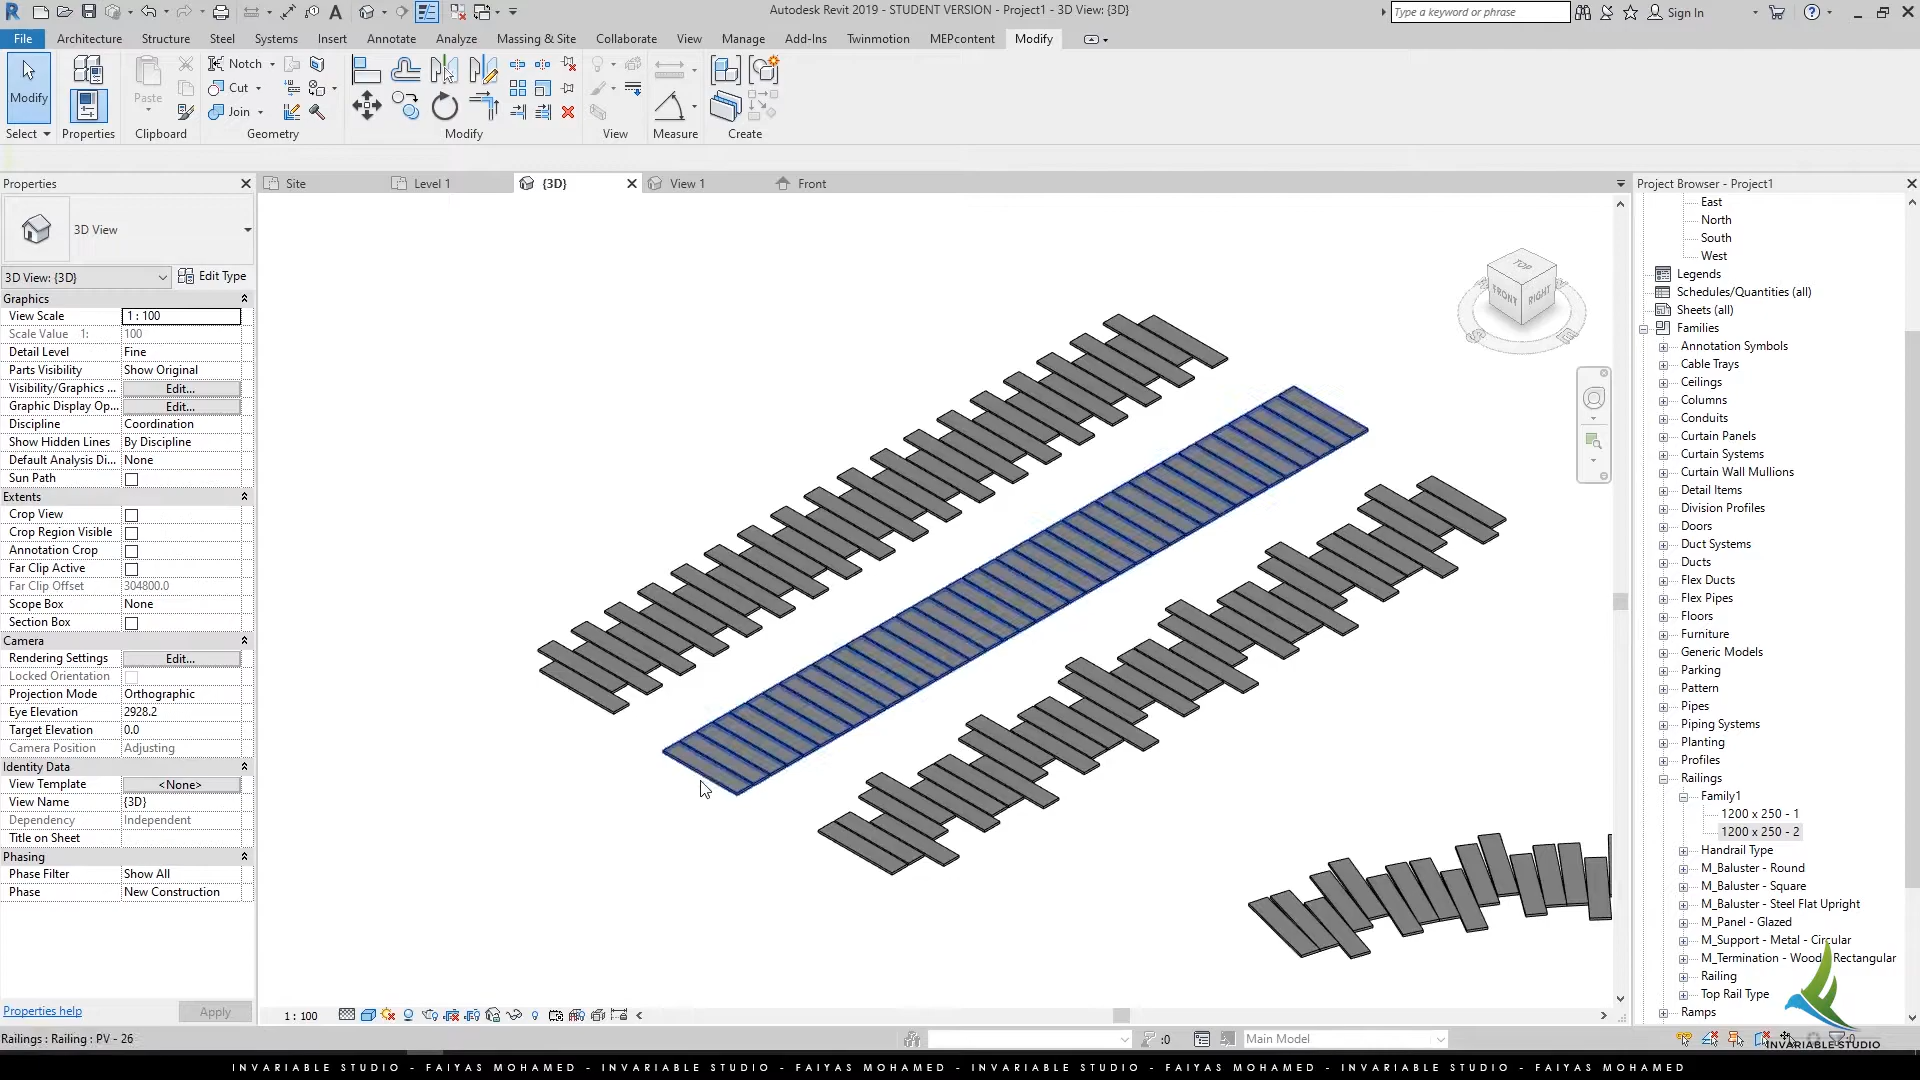 Autodesk Revit 2019 - STUDENT VERSION - Project1 - 3D View: {3D}
Type a keyword or phrase
Sign In
File
Architecture
Structure
Steel
Systems
Insert
Annotate
Analyze
Massing & Site
Collaborate
View
Manage
Add-Ins
Twinmotion
MEPcontent
Modify
Modify
Paste
Notch
Cut
Join
Select
Properties
Clipboard
Geometry
Modify
View
Measure
Create
Properties
3D View
3D View: {3D}
Edit Type
Graphics
View Scale 1 : 100
Scale Value 1: 100
Detail Level Fine
Parts Visibility Show Original
Visibility/Graphics ... Edit...
Graphic Display Op... Edit...
Discipline Coordination
Show Hidden Lines By Discipline
Default Analysis Di... None
Sun Path
Extents
Crop View
Crop Region Visible
Annotation Crop
Far Clip Active
Far Clip Offset 304800.0
Scope Box None
Section Box
Camera
Rendering Settings Edit...
Locked Orientation
Projection Mode Orthographic
Eye Elevation 2928.2
Target Elevation 0.0
Camera Position Adjusting
Identity Data
View Template <None>
View Name {3D}
Dependency Independent
Title on Sheet
Phasing
Phase Filter Show All
Phase New Construction
Properties help
Apply
Site
Level 1
{3D}
View 1
Front
TOP
FRONT
RIGHT
1 : 100
Project Browser - Project1
East
North
South
West
Legends
Schedules/Quantities (all)
Sheets (all)
Families
Annotation Symbols
Cable Trays
Ceilings
Columns
Conduits
Curtain Panels
Curtain Systems
Curtain Wall Mullions
Detail Items
Division Profiles
Doors
Duct Systems
Ducts
Flex Ducts
Flex Pipes
Floors
Furniture
Generic Models
Parking
Pattern
Pipes
Piping Systems
Planting
Profiles
Railings
Family1
1200 x 250 - 1
1200 x 250 - 2
Handrail Type
M_Baluster - Round
M_Baluster - Square
M_Baluster - Steel Flat Upright
M_Panel - Glazed
M_Support - Metal - Circular
M_Termination - Wood Rectangular
Railing
Top Rail Type
Ramps
Railings : Railing : PV - 26
:0
Main Model
INVARIABLE STUDIO
INVARIABLE STUDIO - FAIYAS MOHAMED - INVARIABLE STUDIO - FAIYAS MOHAMED - INVARIABLE STUDIO - FAIYAS MOHAMED - INVARIABLE STUDIO - FAIYAS MOHAMED